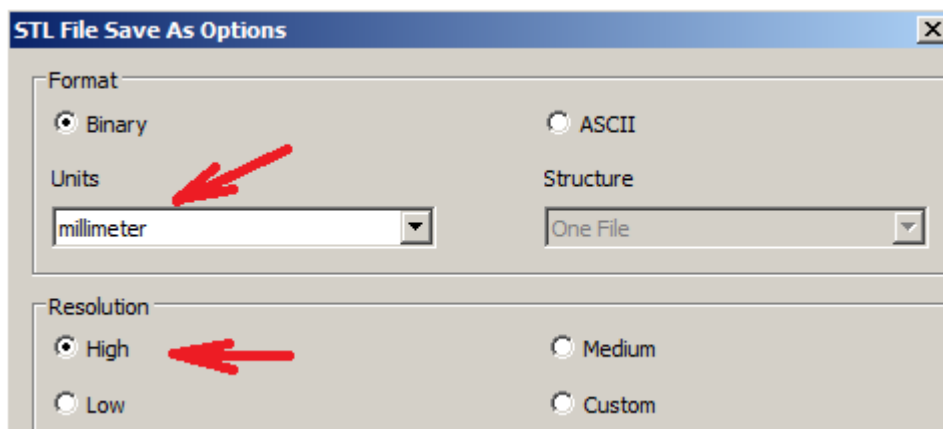 STL File Save As Options
Format
Binary ASCII
Units Structure
millimeter One File
Resolution
High Medium
Low Custom